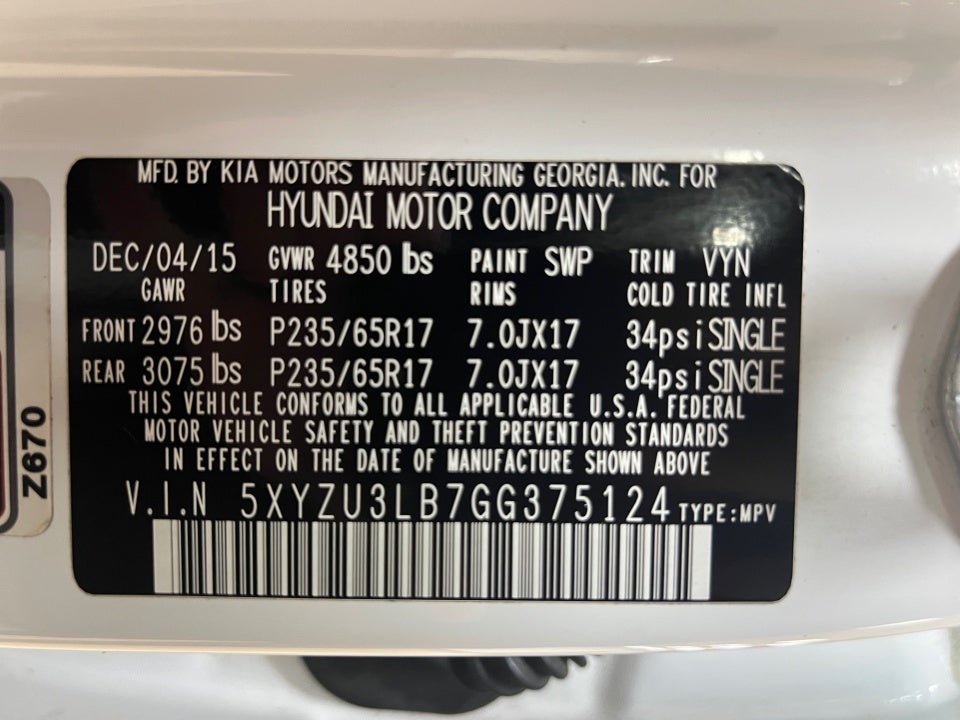 MFD. BY KIA MOTORS MANUFACTURING GEORGIA. INC. FOR
HYUNDAI MOTOR COMPANY
DEC/04/15 GVWR 4850 lbs PAINT SWP TRIM VYN
GAWR TIRES RIMS COLD TIRE INFL
FRONT 2976 lbs P235/65R17 7.0JX17 34psi SINGLE
REAR 3075 lbs P235/65R17 7.0JX17 34psi SINGLE
THIS VEHICLE CONFORMS TO ALL APPLICABLE U.S.A. FEDERAL
MOTOR VEHICLE SAFETY AND THEFT PREVENTION STANDARDS
IN EFFECT ON THE DATE OF MANUFACTURE SHOWN ABOVE
V.I.N 5XYZU3LB7GG375124 TYPE:MPV
Z670